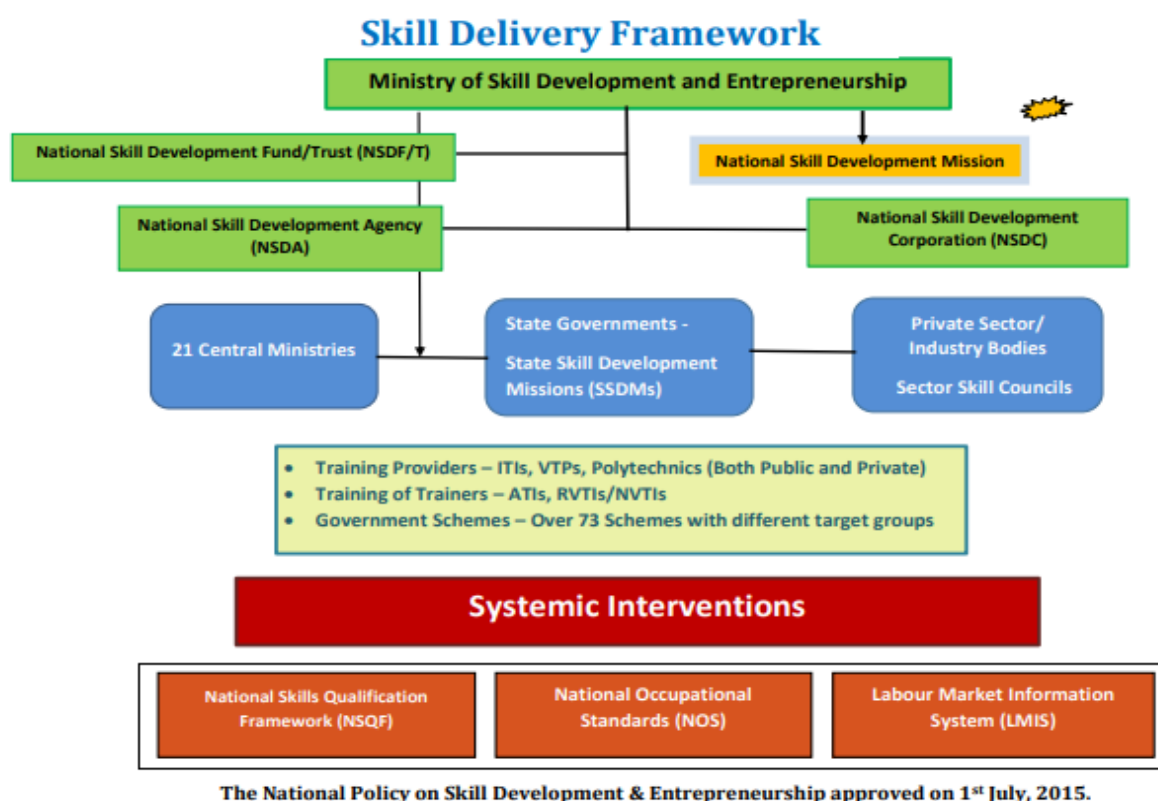 Skill Delivery Framework
Ministry of Skill Development and Entrepreneurship
National Skill Development Fund/Trust (NSDF/T)
National Skill Development Mission
National Skill Development Agency
(NSDA)
National Skill Development
Corporation (NSDC)
21 Central Ministries
State Governments -
State Skill Development
Missions (SSDMs)
Private Sector/
Industry Bodies
Sector Skill Councils
• Training Providers – ITIs, VTPs, Polytechnics (Both Public and Private)
• Training of Trainers – ATIs, RVTIs/NVTIs
• Government Schemes – Over 73 Schemes with different target groups
Systemic Interventions
National Skills Qualification
Framework (NSQF)
National Occupational
Standards (NOS)
Labour Market Information
System (LMIS)
The National Policy on Skill Development & Entrepreneurship approved on 1st July, 2015.